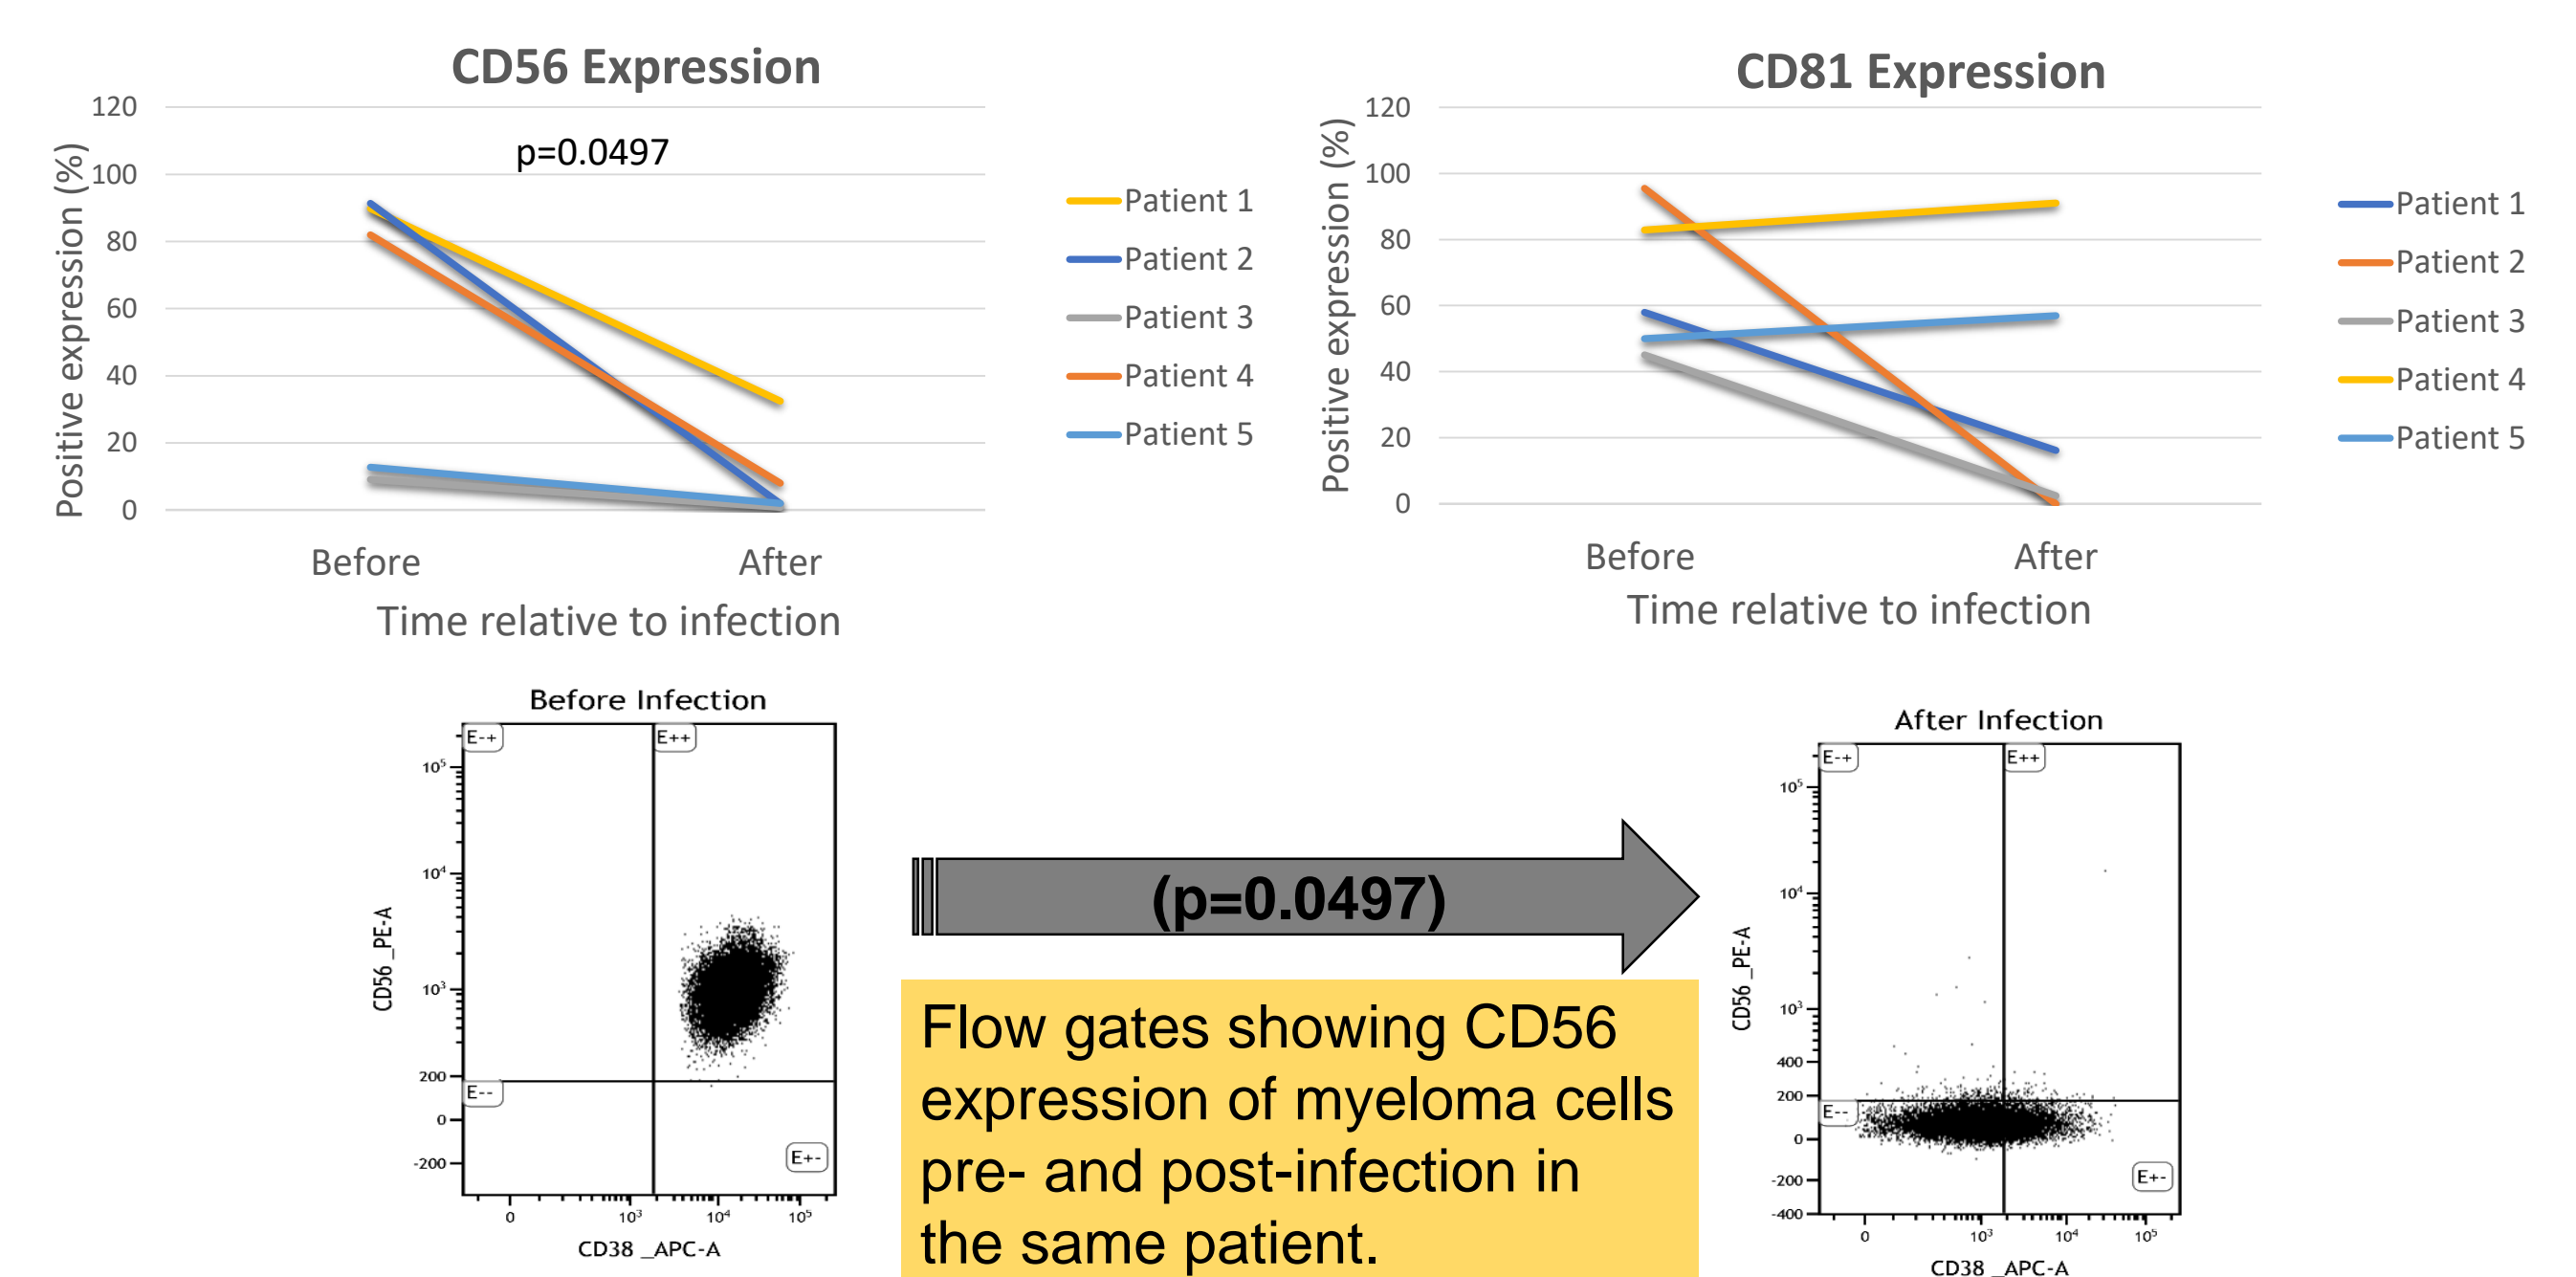 CD56 Expression
120
100
80
60
40
20
0
Positive expression (%)
p=0.0497
Before
After
Time relative to infection
Patient 1
Patient 2
Patient 3
Patient 4
Patient 5
CD81 Expression
120
100
80
60
40
20
0
Positive expression (%)
Before
After
Time relative to infection
Patient 1
Patient 2
Patient 3
Patient 4
Patient 5
Before Infection
E-+
E++
E--
E+-
10⁵
10⁴
10³
200
0
-200
CD56 _PE-A
0
10³
10⁴
10⁵
CD38 _APC-A
(p=0.0497)
Flow gates showing CD56
expression of myeloma cells
pre- and post-infection in
the same patient.
After Infection
E-+
E++
E--
E+-
10⁵
10⁴
10³
400
200
0
-200
-400
CD56 _PE-A
0
10³
10⁴
10⁵
CD38 _APC-A